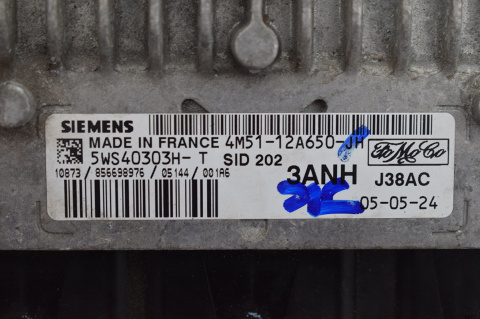 SIEMENS
MADE IN FRANCE 4M51-12A650-JH
5WS40303H-T SID 202
FoMoCo
10873/856698976/05144/001A6
3ANH J38AC
05-05-24